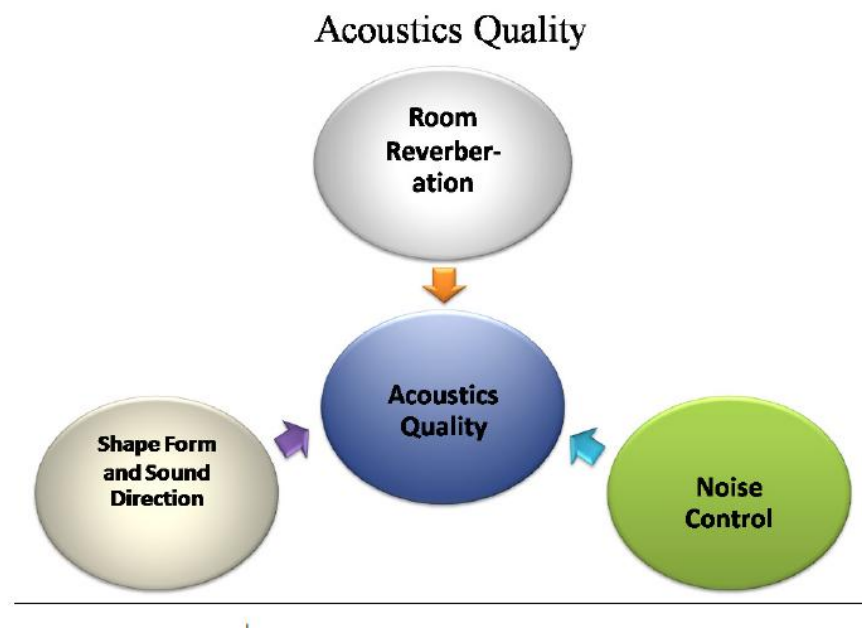 Acoustics Quality
Room
Reverber-
ation
Acoustics
Quality
Shape Form
and Sound
Direction
Noise
Control